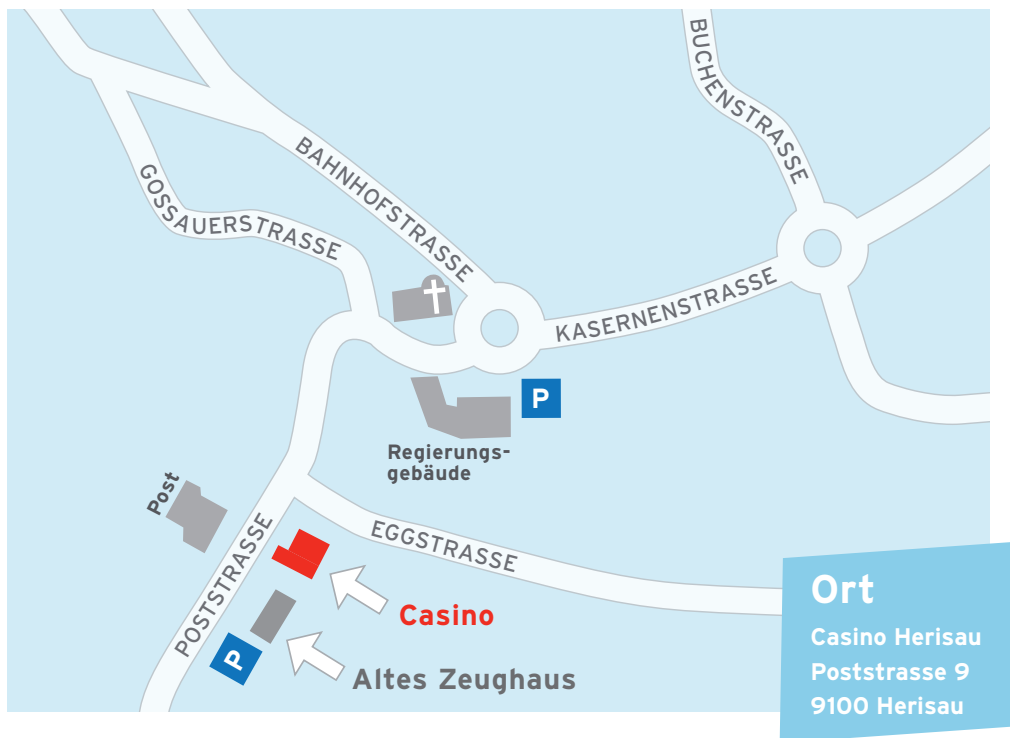 BUCHENSTRASSE
BAHNHOFSTRASSE
GOSSAUERSTRASSE
KASERNENSTRASSE
P
Regierungs-
gebäude
Post
POSTSTRASSE
EGGSTRASSE
Casino
P
Altes Zeughaus
Ort
Casino Herisau
Poststrasse 9
9100 Herisau